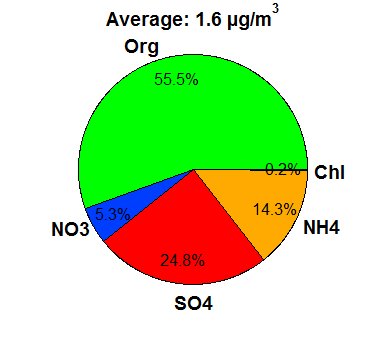 Average: 1.6 µg/m³
Org
55.5%
0.2%
Chl
14.3%
NH4
5.3%
NO3
24.8%
SO4